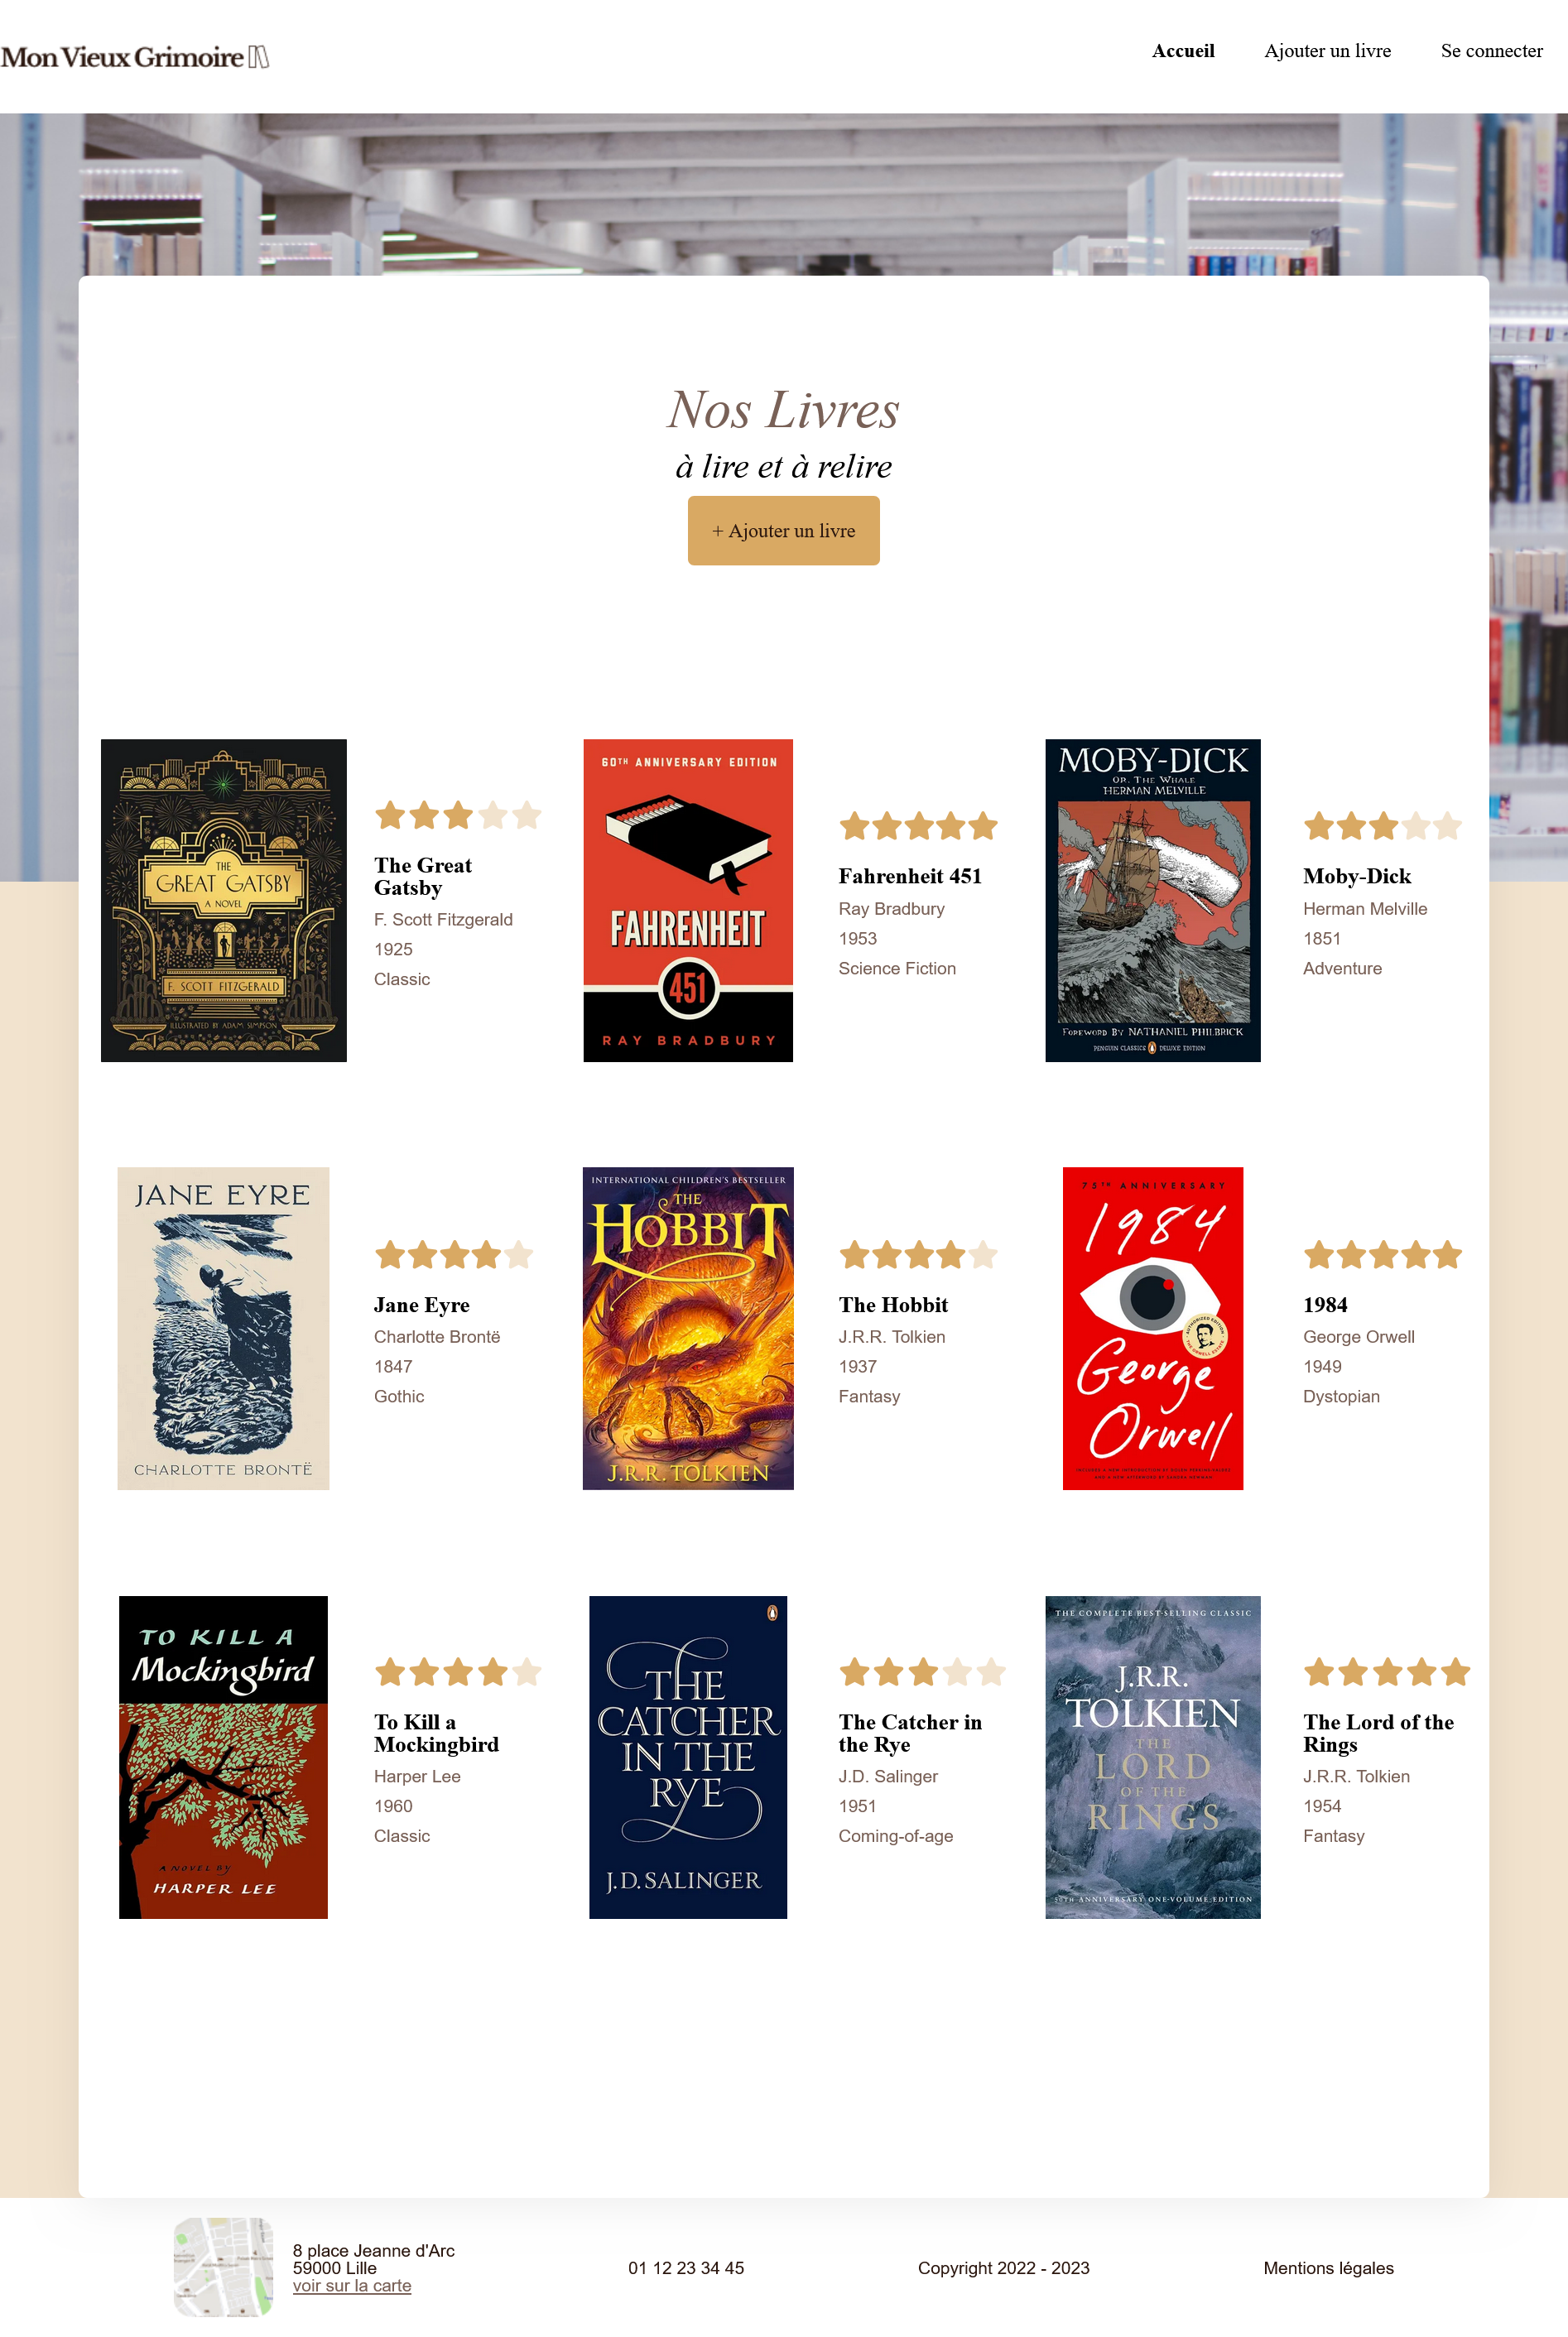 Mon Vieux Grimoire
Accueil
Ajouter un livre
Se connecter
Nos Livres
à lire et à relire
+ Ajouter un livre
THE
GREAT GATSBY
A NOVEL
F. SCOTT FITZGERALD
ILLUSTRATED BY ADAM SIMPSON
The Great
Gatsby
F. Scott Fitzgerald
1925
Classic
60TH ANNIVERSARY EDITION
FAHRENHEIT
451
RAY BRADBURY
Fahrenheit 451
Ray Bradbury
1953
Science Fiction
MOBY-DICK
OR, THE WHALE
HERMAN MELVILLE
FOREWORD BY NATHANIEL PHILBRICK
PENGUIN CLASSICS DELUXE EDITION
Moby-Dick
Herman Melville
1851
Adventure
JANE EYRE
CHARLOTTE BRONTË
Jane Eyre
Charlotte Brontë
1847
Gothic
INTERNATIONAL CHILDREN'S BESTSELLER
THE
HOBBIT
J.R.R. TOLKIEN
The Hobbit
J.R.R. Tolkien
1937
Fantasy
75TH ANNIVERSARY
1984
AUTHORIZED EDITION
THE ORWELL ESTATE
George
Orwell
1984
George Orwell
1949
Dystopian
TO KILL A
Mockingbird
A NOVEL BY
HARPER LEE
To Kill a
Mockingbird
Harper Lee
1960
Classic
THE
CATCHER
IN THE
RYE
J.D. SALINGER
The Catcher in
the Rye
J.D. Salinger
1951
Coming-of-age
THE COMPLETE BEST-SELLING CLASSIC
J.R.R.
TOLKIEN
THE
LORD
OF THE
RINGS
50TH ANNIVERSARY ONE-VOLUME EDITION
The Lord of the
Rings
J.R.R. Tolkien
1954
Fantasy
8 place Jeanne d'Arc
59000 Lille
voir sur la carte
01 12 23 34 45
Copyright 2022 - 2023
Mentions légales